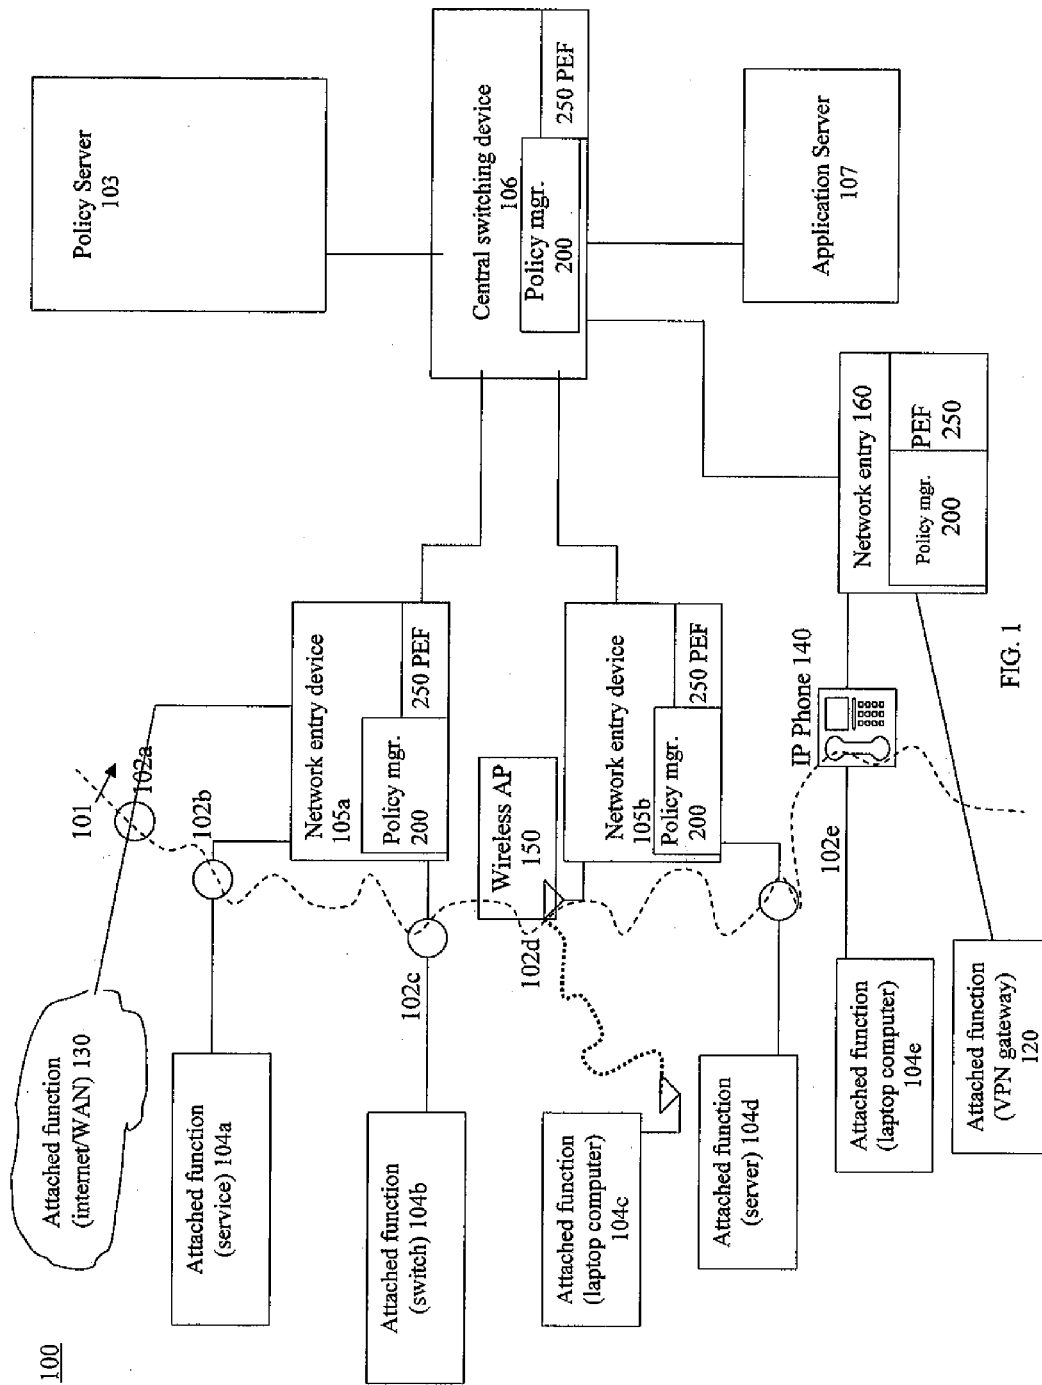 100
Attached function
(internet/WAN) 130
Attached function
(service) 104a
Attached function
(switch) 104b
Attached function
(laptop computer)
104c
Attached function
(server) 104d
Attached function
(laptop computer)
104e
Attached function
(VPN gateway)
120
101
102a
102b
102c
102d
102e
Network entry device
105a
Policy mgr.
200
250 PEF
Wireless AP
150
Network entry device
105b
Policy mgr.
200
250 PEF
IP Phone 140
Network entry 160
Policy mgr.
200
PEF
250
Policy Server
103
Central switching device
106
Policy mgr.
200
250 PEF
Application Server
107
FIG. 1